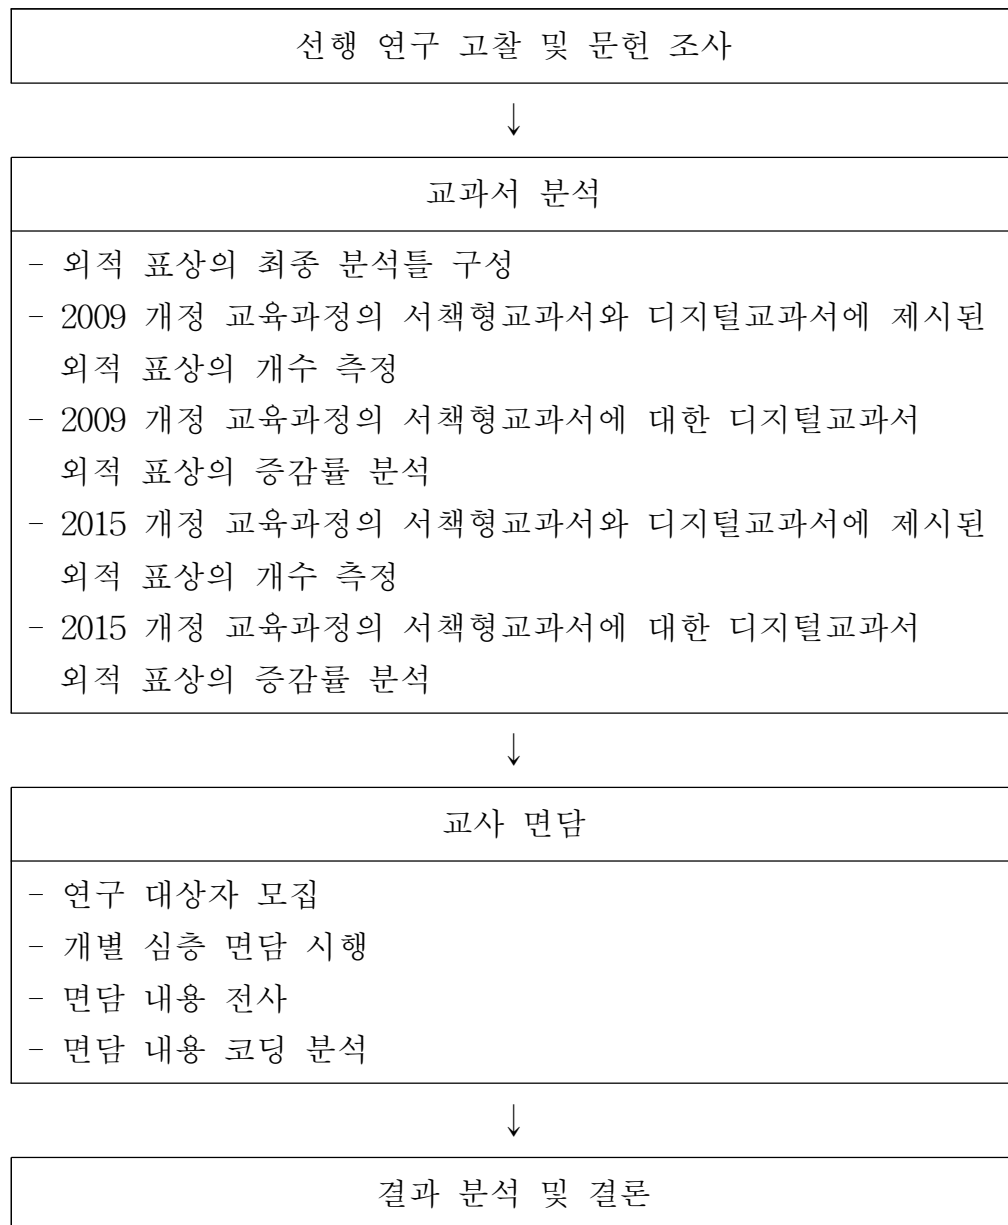 선행 연구 고찰 및 문헌 조사
↓
교과서 분석
- 외적 표상의 최종 분석틀 구성
- 2009 개정 교육과정의 서책형교과서와 디지털교과서에 제시된
외적 표상의 개수 측정
- 2009 개정 교육과정의 서책형교과서에 대한 디지털교과서
외적 표상의 증감률 분석
- 2015 개정 교육과정의 서책형교과서와 디지털교과서에 제시된
외적 표상의 개수 측정
- 2015 개정 교육과정의 서책형교과서에 대한 디지털교과서
외적 표상의 증감률 분석
↓
교사 면담
- 연구 대상자 모집
- 개별 심층 면담 시행
- 면담 내용 전사
- 면담 내용 코딩 분석
↓
결과 분석 및 결론